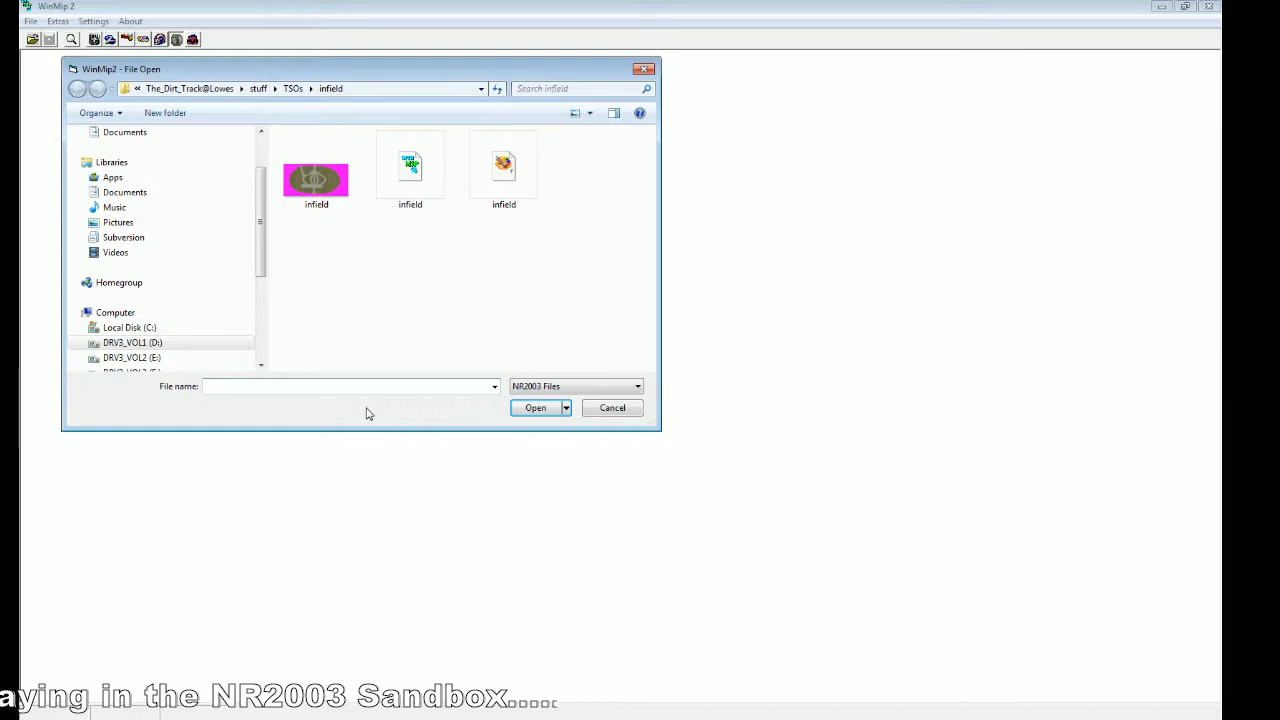 WinMip 2
File Extras Settings About
WinMip2 - File Open
« The_Dirt_Track@Lowes stuff TSOs infield
Search infield
Organize New folder
Documents
Libraries
Apps
Documents
Music
Pictures
Subversion
Videos
Homegroup
Computer
Local Disk (C:)
DRV3_VOL1 (D:)
DRV3_VOL2 (E:)
infield
infield
infield
File name:
NR2003 Files
Open
Cancel
aying in the NR2003 Sandbox.....